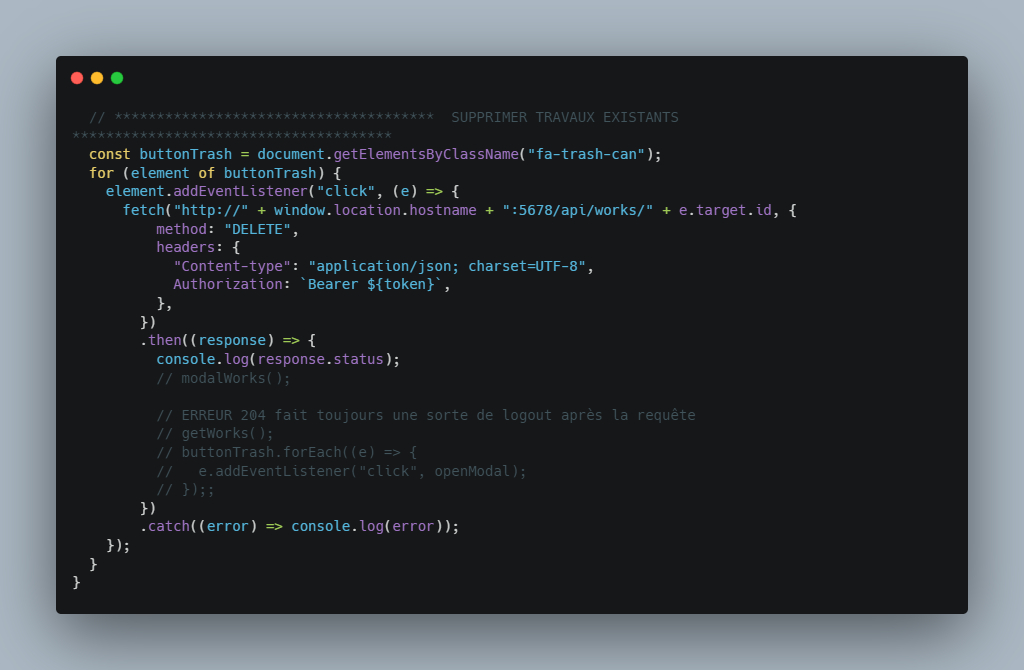 // **************************************  SUPPRIMER TRAVAUX EXISTANTS
**************************************
const buttonTrash = document.getElementsByClassName("fa-trash-can");
for (element of buttonTrash) {
element.addEventListener("click", (e) => {
fetch("http://" + window.location.hostname + ":5678/api/works/" + e.target.id, {
method: "DELETE",
headers: {
"Content-type": "application/json; charset=UTF-8",
Authorization: `Bearer ${token}`,
},
})
.then((response) => {
console.log(response.status);
// modalWorks();
// ERREUR 204 fait toujours une sorte de logout après la requête
// getWorks();
// buttonTrash.forEach((e) => {
//   e.addEventListener("click", openModal);
// });;
})
.catch((error) => console.log(error));
});
}
}